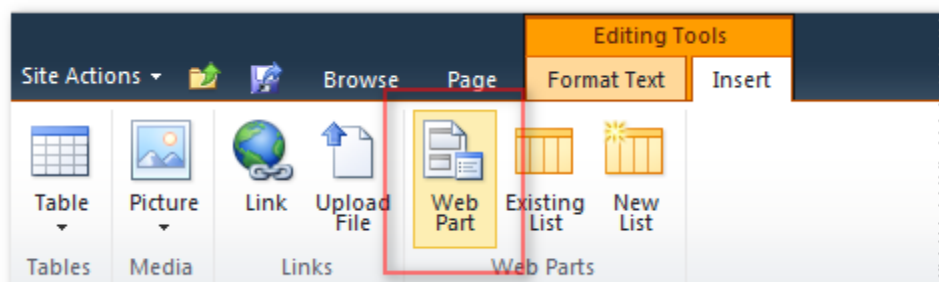 Editing Tools
Site Actions Browse Page Format Text Insert
Table Picture Link Upload File Web Part Existing List New List
Tables Media Links Web Parts